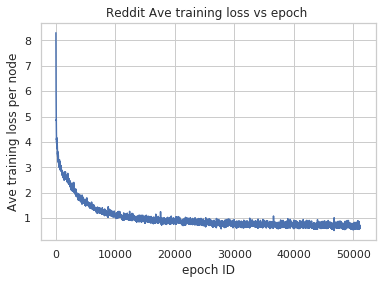 Reddit Ave training loss vs epoch
Ave training loss per node
8
7
6
5
4
3
2
1
0 10000 20000 30000 40000 50000
epoch ID